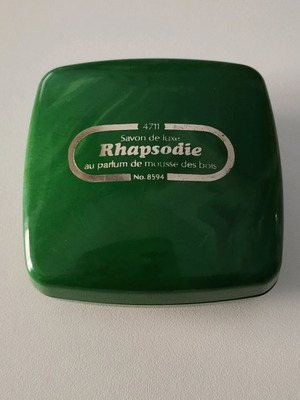 4711
Savon de luxe
Rhapsodie
au parfum de mousse des bois
No. 8594